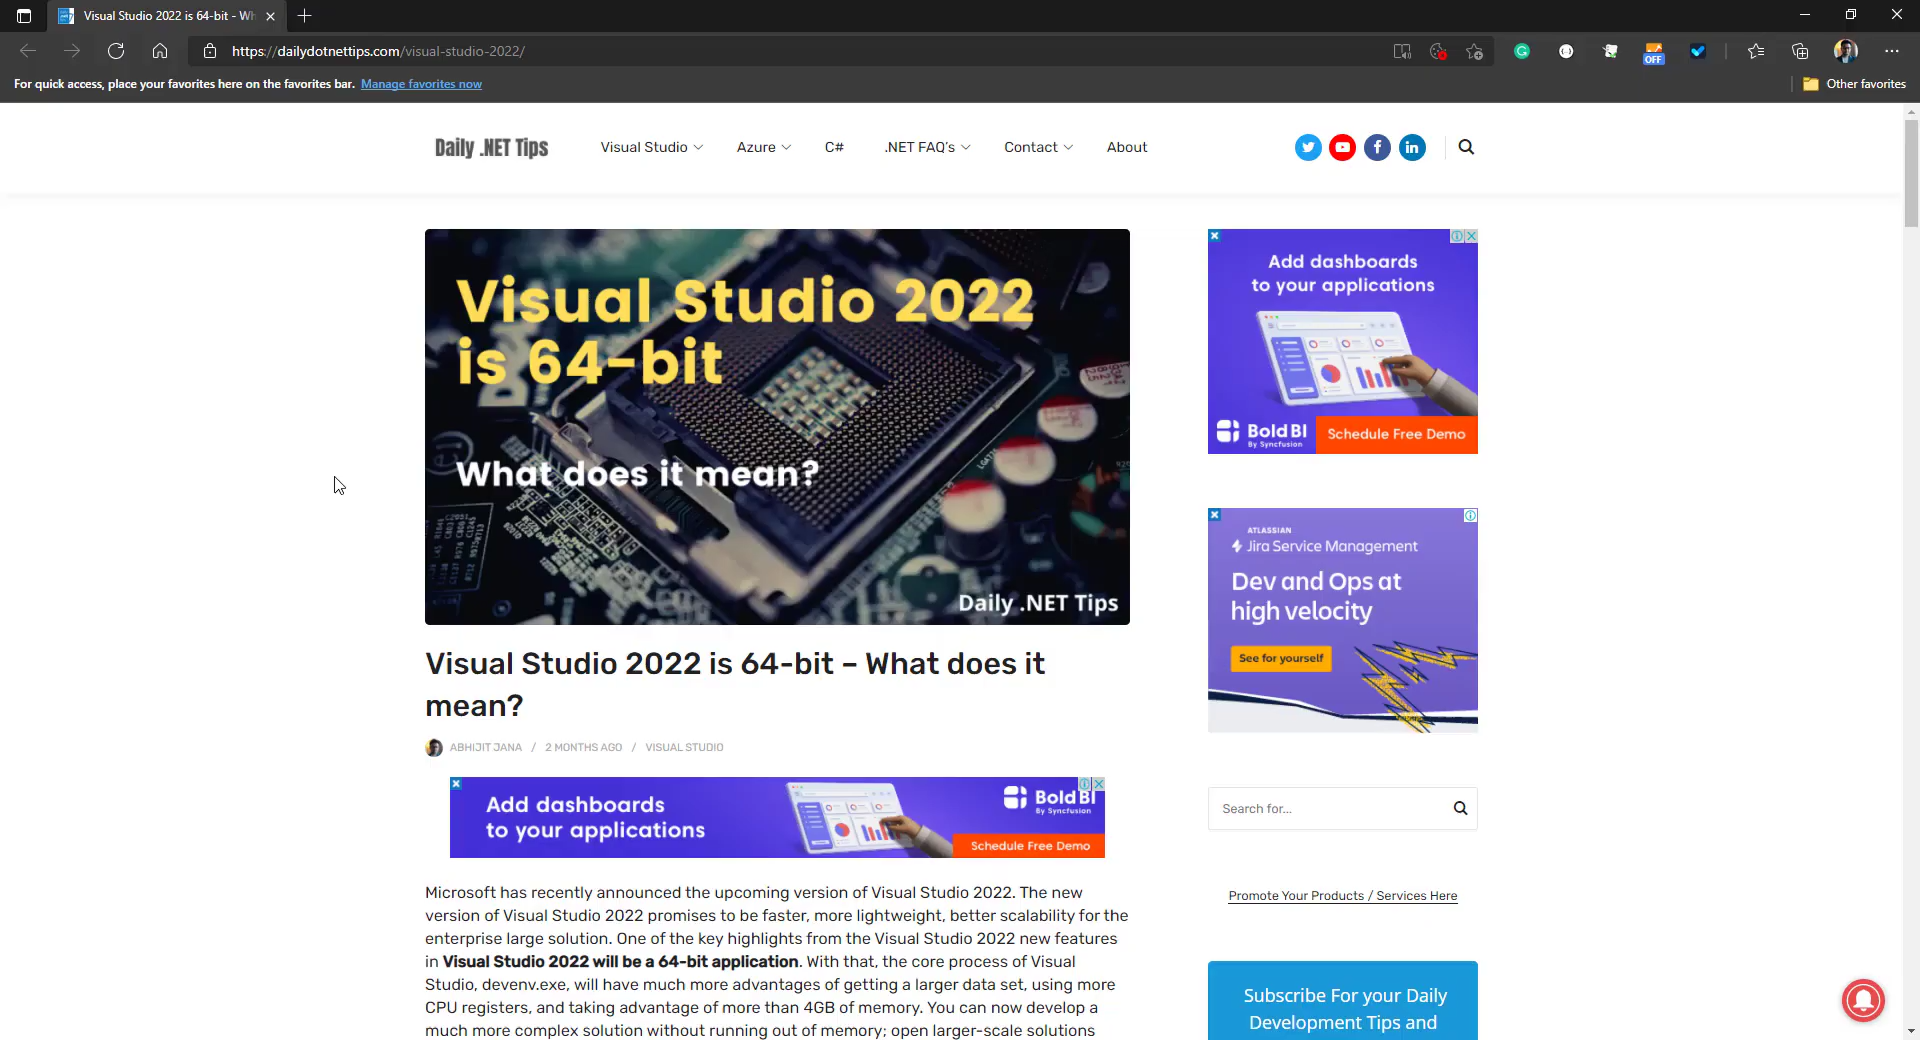 Visual Studio 2022 is 64-bit - Wh
https://dailydotnettips.com/visual-studio-2022/
OFF
For quick access, place your favorites here on the favorites bar. Manage favorites now
Other favorites
Daily .NET Tips
Visual Studio
Azure
C#
.NET FAQ's
Contact
About
Visual Studio 2022
is 64-bit
What does it mean?
Daily .NET Tips
Add dashboards
to your applications
Bold BI
By Syncfusion
Schedule Free Demo
ATLASSIAN
Jira Service Management
Dev and Ops at
high velocity
See for yourself
Visual Studio 2022 is 64-bit – What does it
mean?
ABHIJIT JANA / 2 MONTHS AGO / VISUAL STUDIO
Add dashboards
to your applications
Bold BI
By Syncfusion
Schedule Free Demo
Search for...
Promote Your Products / Services Here
Microsoft has recently announced the upcoming version of Visual Studio 2022. The new
version of Visual Studio 2022 promises to be faster, more lightweight, better scalability for the
enterprise large solution. One of the key highlights from the Visual Studio 2022 new features
in Visual Studio 2022 will be a 64-bit application. With that, the core process of Visual
Studio, devenv.exe, will have much more advantages of getting a larger data set, using more
CPU registers, and taking advantage of more than 4GB of memory. You can now develop a
much more complex solution without running out of memory; open larger-scale solutions
Subscribe For your Daily
Development Tips and